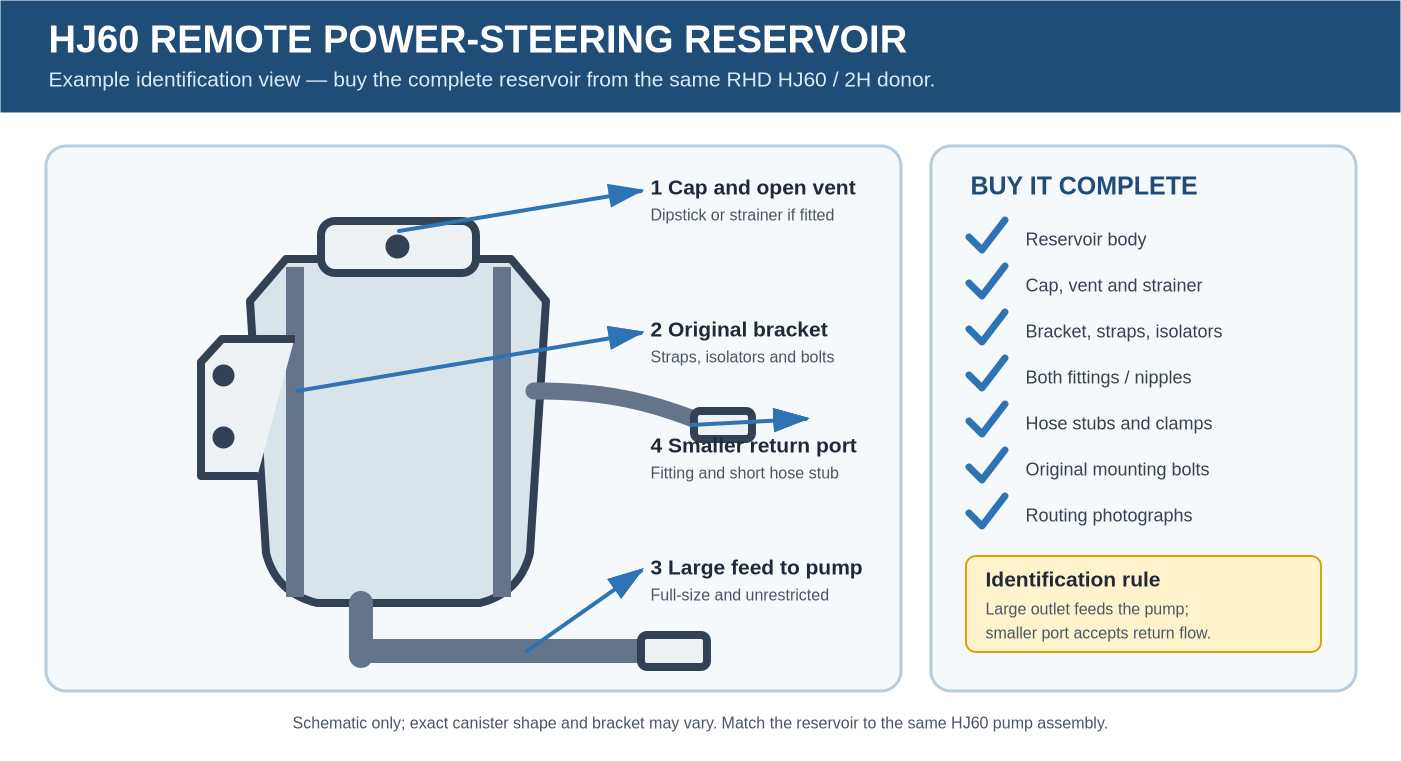 HJ60 REMOTE POWER-STEERING RESERVOIR
Example identification view — buy the complete reservoir from the same RHD HJ60 / 2H donor.
1 Cap and open vent
Dipstick or strainer if fitted
2 Original bracket
Straps, isolators and bolts
4 Smaller return port
Fitting and short hose stub
3 Large feed to pump
Full-size and unrestricted
BUY IT COMPLETE
Reservoir body
Cap, vent and strainer
Bracket, straps, isolators
Both fittings / nipples
Hose stubs and clamps
Original mounting bolts
Routing photographs
Identification rule
Large outlet feeds the pump;
smaller port accepts return flow.
Schematic only; exact canister shape and bracket may vary. Match the reservoir to the same HJ60 pump assembly.